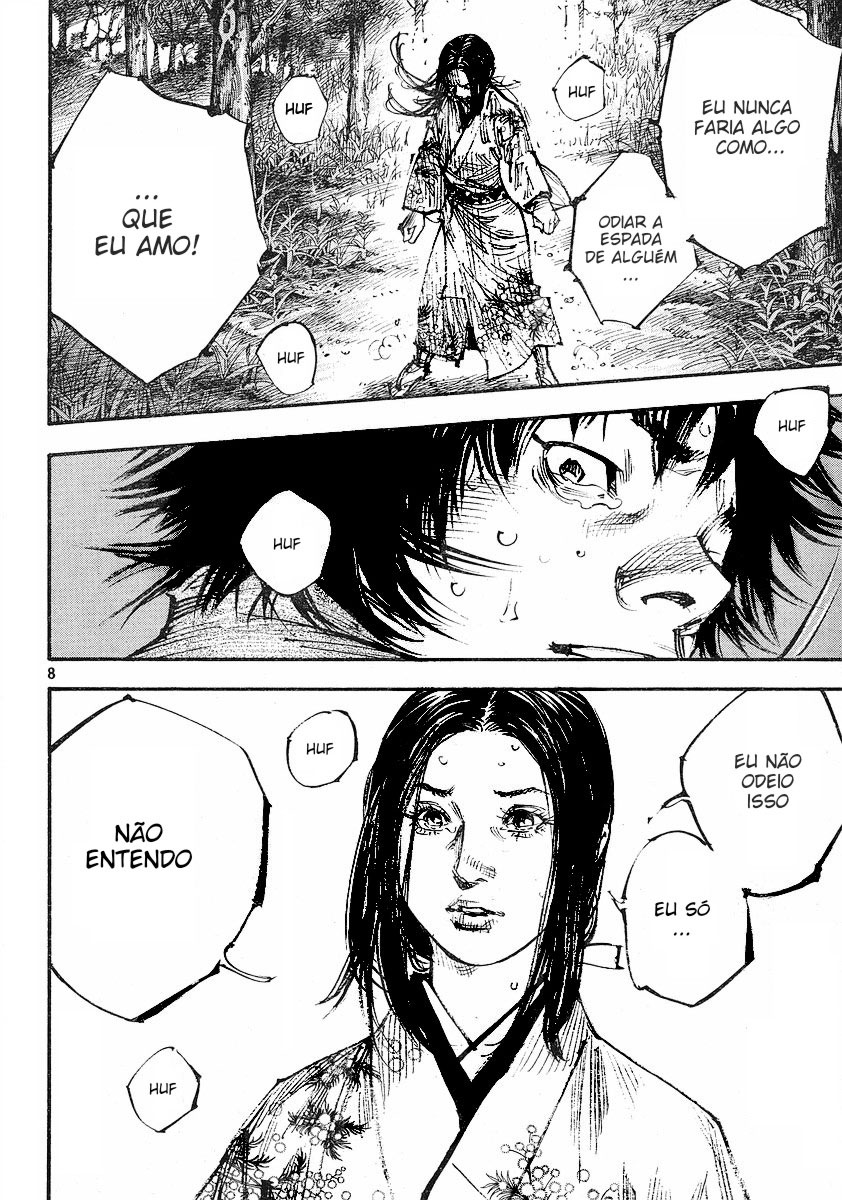 EU NUNCA
FARIA ALGO
COMO...
HUF
ODIAR A
ESPADA
DE ALGUÉM
...
HUF
...
QUE
EU AMO!
HUF
HUF
HUF
8
EU NÃO
ODEIO
ISSO
EU SÓ
...
HUF
NÃO
ENTENDO
HUF